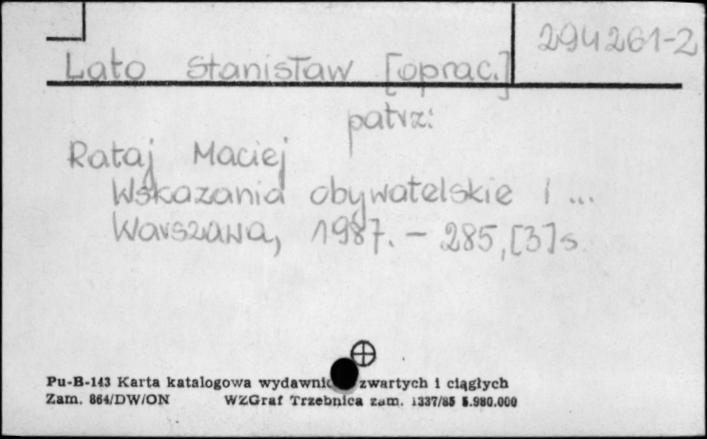 294261-2
Lato Stanisław [oprac.]
patrz:
Rataj Maciej
Wskazania obywatelskie i ...
Warszawa, 1987. - 285, [3] s
Pu-B-143 Karta katalogowa wydawnic zwartych i ciągłych
Zam. 864/DW/ON WZGraf Trzebnica zam. 1337/85 5.980.000